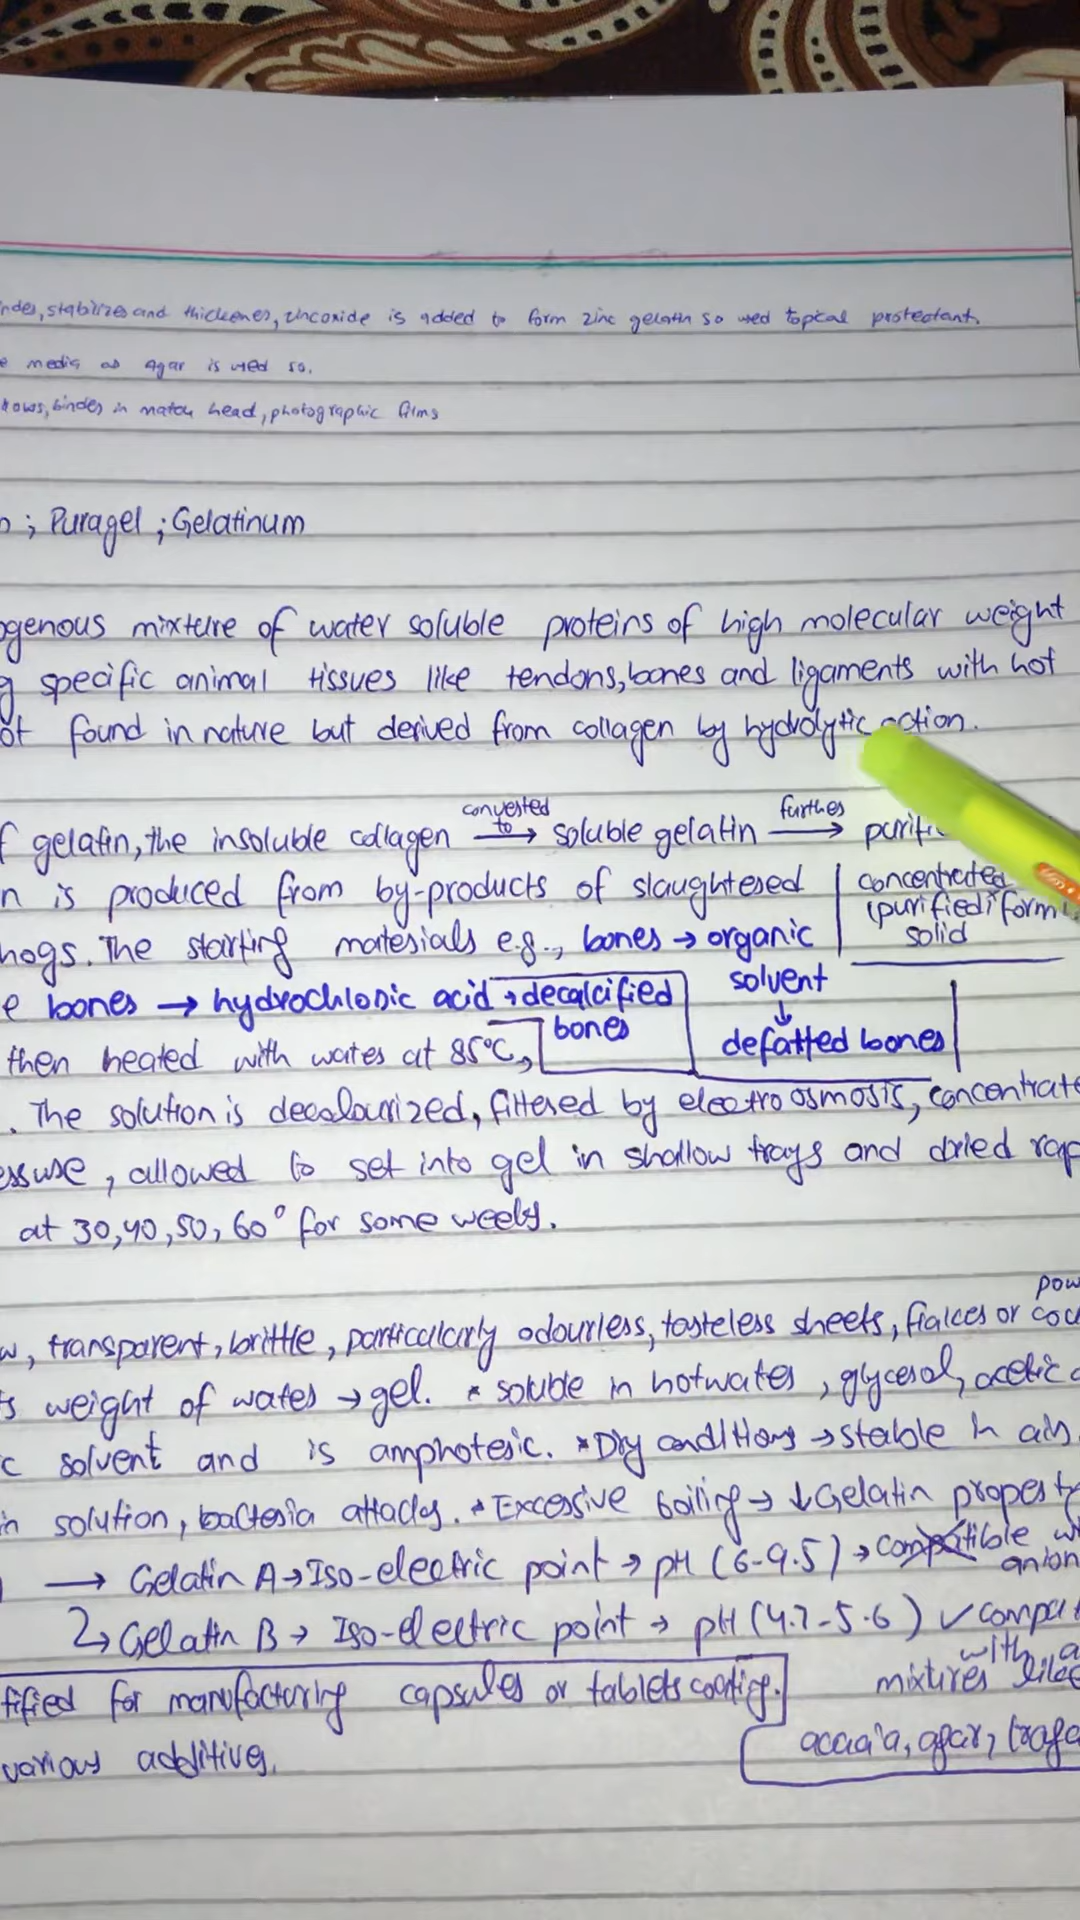 stabilizes and thickener, zincoxide is added to form zinc gelatin so used topical protectant.
media as agar is used so.
binder in match head, photographic films
; Puragel ; Gelatinum
ogenous mixture of water soluble proteins of high molecular weight
g specific animal tissues like tendons, bones and ligaments with hot
ot found in nature but derived from collagen by hydrolytic action.
f gelatin, the insoluble collagen converted to → soluble gelatin further → purifi
n is produced from by-products of slaughtered | concentrated
(purified) form
solid
hogs. The starting materials e.g., bones → organic
solvent
↓
defatted bones
e bones → hydrochloric acid → decalcified
bones
then heated with water at 85°C,
. The solution is decolourized, filtered by electro osmosis, concentrate
essure, allowed to set into gel in shallow trays and dried rap
at 30, 40, 50, 60° for some weeks.
pow
w, transparent, brittle, particularly odourless, tasteless sheets, flakes or cou
ts weight of water → gel. * soluble in hot water, glycerol, acetic a
c solvent and is amphoteric. * Dry conditions → stable in air.
in solution, bacteria attacks. * Excessive boiling → ↓ Gelatin property
→ Gelatin A → Iso-electric point → pH (6-9.5) → compatible w
anion
2→ Gelatin B → Iso-electric point → pH (4.7-5.6) ✓ compat
with a
mixtures like
ified for manufacturing capsules or tablets coating.
acacia, agar, traga
various additives.